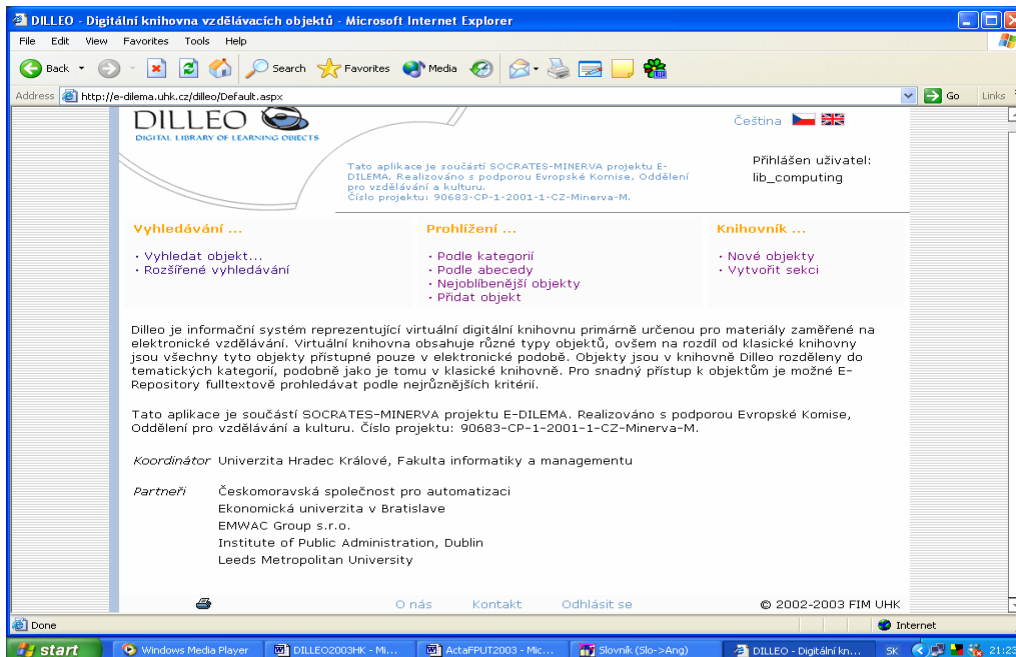 DILLEO - Digitální knihovna vzdělávacích objektů - Microsoft Internet Explorer
File Edit View Favorites Tools Help
Back Search Favorites Media
Address http://e-dilema.uhk.cz/dilleo/Default.aspx Go Links
DILLEO
DIGITAL LIBRARY OF LEARNING OBJECTS
Čeština
Tato aplikace je součástí SOCRATES-MINERVA projektu E-
DILEMA. Realizováno s podporou Evropské Komise, Oddělení
pro vzdělávání a kulturu.
Číslo projektu: 90683-CP-1-2001-1-CZ-Minerva-M.
Přihlášen uživatel:
lib_computing
Vyhledávání ...
· Vyhledat objekt...
· Rozšířené vyhledávání
Prohlížení ...
· Podle kategorií
· Podle abecedy
· Nejoblíbenější objekty
· Přidat objekt
Knihovník ...
· Nové objekty
· Vytvořit sekci
Dilleo je informační systém reprezentující virtuální digitální knihovnu primárně určenou pro materiály zaměřené na
elektronické vzdělávání. Virtuální knihovna obsahuje různé typy objektů, ovšem na rozdíl od klasické knihovny
jsou všechny tyto objekty přístupné pouze v elektronické podobě. Objekty jsou v knihovně Dilleo rozděleny do
tematických kategorií, podobně jako je tomu v klasické knihovně. Pro snadný přístup k objektům je možné E-
Repository fulltextově prohledávat podle nejrůznějších kritérií.
Tato aplikace je součástí SOCRATES-MINERVA projektu E-DILEMA. Realizováno s podporou Evropské Komise,
Oddělení pro vzdělávání a kulturu. Číslo projektu: 90683-CP-1-2001-1-CZ-Minerva-M.
Koordinátor Univerzita Hradec Králové, Fakulta informatiky a managementu
Partneři Českomoravská společnost pro automatizaci
Ekonomická univerzita v Bratislave
EMWAC Group s.r.o.
Institute of Public Administration, Dublin
Leeds Metropolitan University
O nás Kontakt Odhlásit se © 2002-2003 FIM UHK
Done Internet
start Windows Media Player DILLEO2003HK - Mi... ActaFPUT2003 - Mic... Slovník (Slo->Ang) DILLEO - Digitální kn... SK 21:23